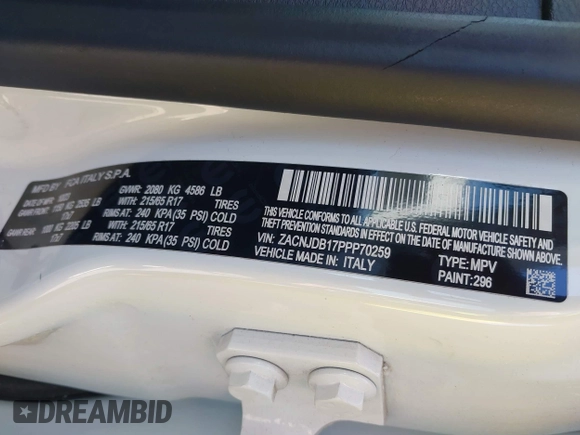 MFD BY FCA ITALY S.P.A.
GVWR: 2080 KG 4586 LB
WITH: 215/65 R17 TIRES
RIMS AT: 240 KPA(35 PSI) COLD
WITH: 215/65 R17 TIRES
RIMS AT: 240 KPA(35 PSI) COLD
THIS VEHICLE CONFORMS TO ALL APPLICABLE
U.S. FEDERAL MOTOR VEHICLE SAFETY AND
THEFT PREVENTION STANDARDS IN EFFECT
ON THE DATE OF MANUFACTURE SHOWN ABOVE.
VIN: ZACNJDB17PPP70259
TYPE: MPV
VEHICLE MADE IN: ITALY
PAINT:296
DREAMBID